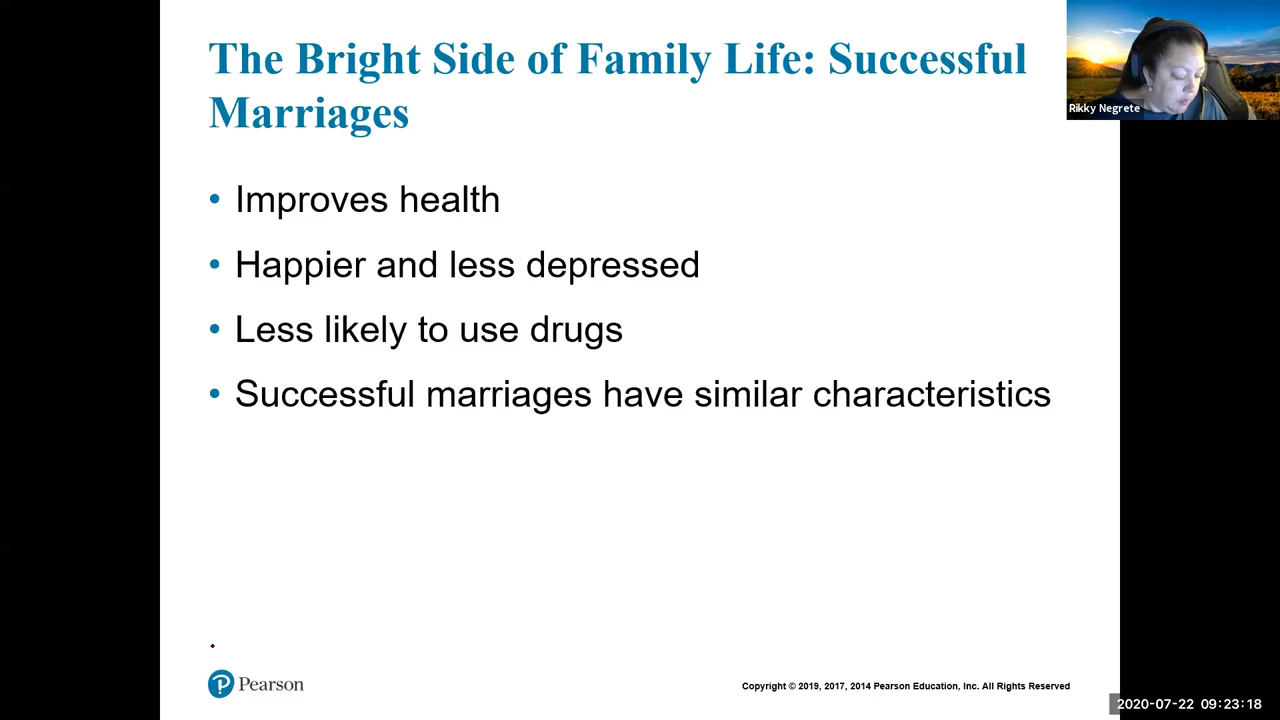 The Bright Side of Family Life: Successful
Marriages
Rikky Negrete
• Improves health
• Happier and less depressed
• Less likely to use drugs
• Successful marriages have similar characteristics
Pearson
Copyright © 2019, 2017, 2014 Pearson Education, Inc. All Rights Reserved
2020-07-22 09:23:18